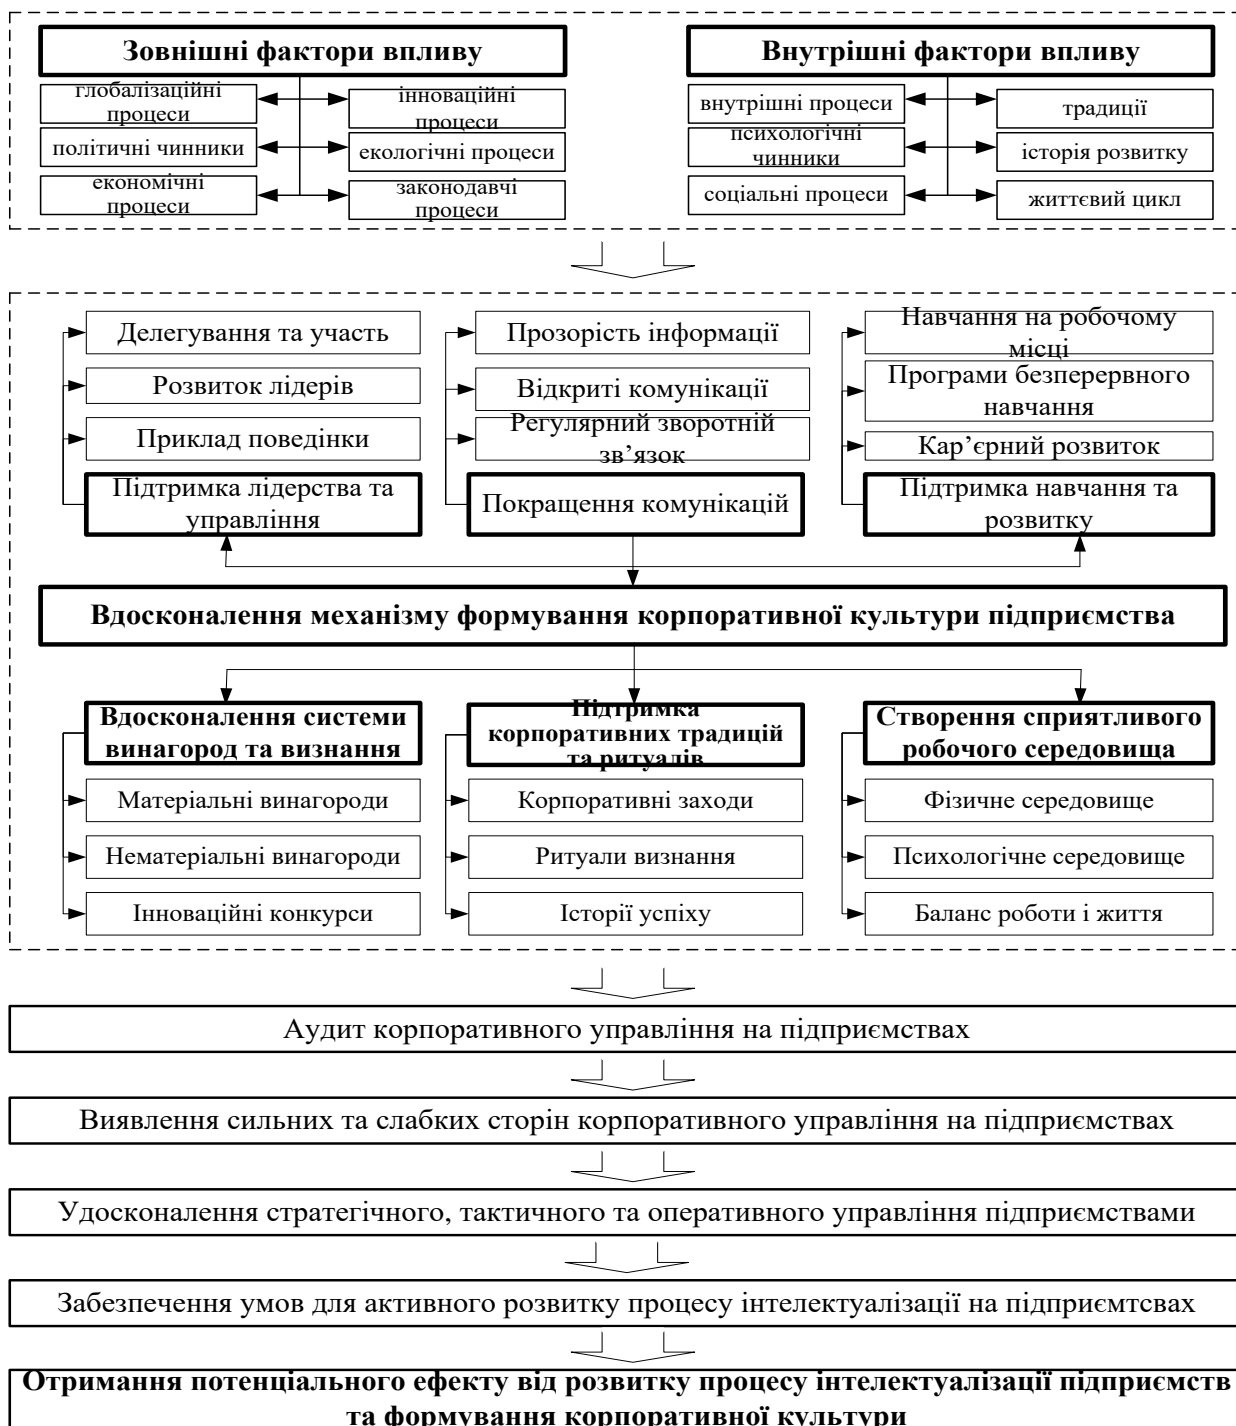 Зовнішні фактори впливу
глобалізаційні
процеси
інноваційні
процеси
політичні чинники
екологічні процеси
економічні
процеси
законодавчі
процеси
Внутрішні фактори впливу
внутрішні процеси
традиції
психологічні
чинники
історія розвитку
соціальні процеси
життєвий цикл
Делегування та участь
Розвиток лідерів
Приклад поведінки
Підтримка лідерства та
управління
Прозорість інформації
Відкриті комунікації
Регулярний зворотній
зв’язок
Покращення комунікацій
Навчання на робочому
місці
Програми безперервного
навчання
Кар’єрний розвиток
Підтримка навчання та
розвитку
Вдосконалення механізму формування корпоративної культури підприємства
Вдосконалення системи
винагород та визнання
Матеріальні винагороди
Нематеріальні винагороди
Інноваційні конкурси
Підтримка
корпоративних традицій
та ритуалів
Корпоративні заходи
Ритуали визнання
Історії успіху
Створення сприятливого
робочого середовища
Фізичне середовище
Психологічне середовище
Баланс роботи і життя
Аудит корпоративного управління на підприємствах
Виявлення сильних та слабких сторін корпоративного управління на підприємствах
Удосконалення стратегічного, тактичного та оперативного управління підприємствами
Забезпечення умов для активного розвитку процесу інтелектуалізації на підприємтсвах
Отримання потенціального ефекту від розвитку процесу інтелектуалізації підприємств
та формування корпоративної культури